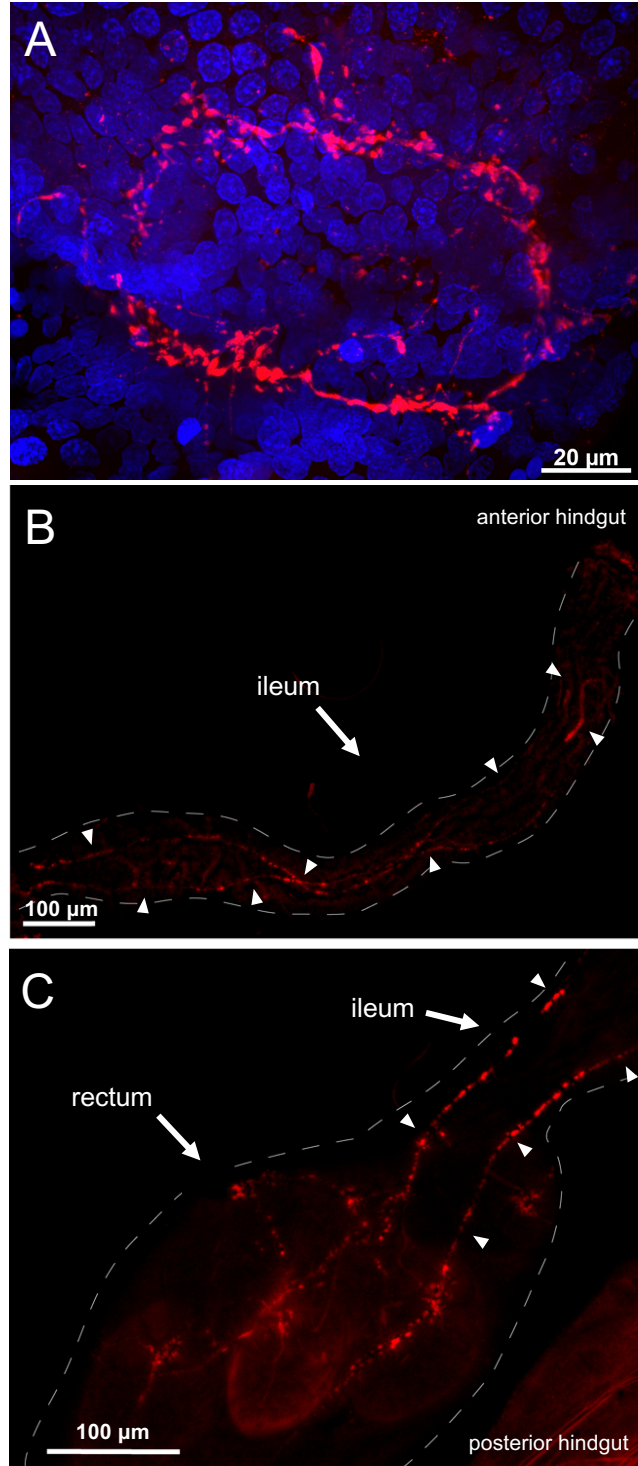 A
20 µm
B
anterior hindgut
ileum
100 µm
C
ileum
rectum
100 µm
posterior hindgut